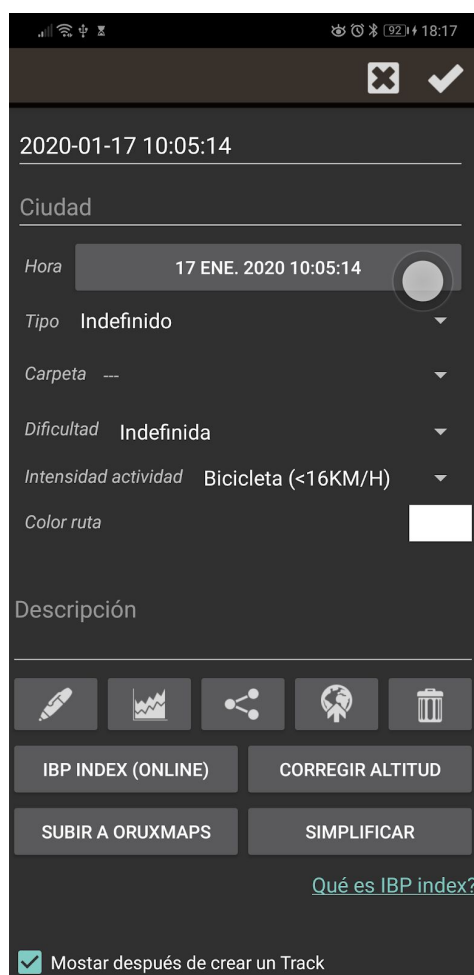 92 18:17
2020-01-17 10:05:14
Ciudad
Hora 17 ENE. 2020 10:05:14
Tipo Indefinido
Carpeta ---
Dificultad Indefinida
Intensidad actividad Bicicleta (<16KM/H)
Color ruta
Descripción
IBP INDEX (ONLINE) CORREGIR ALTITUD
SUBIR A ORUXMAPS SIMPLIFICAR
Qué es IBP index?
Mostar después de crear un Track